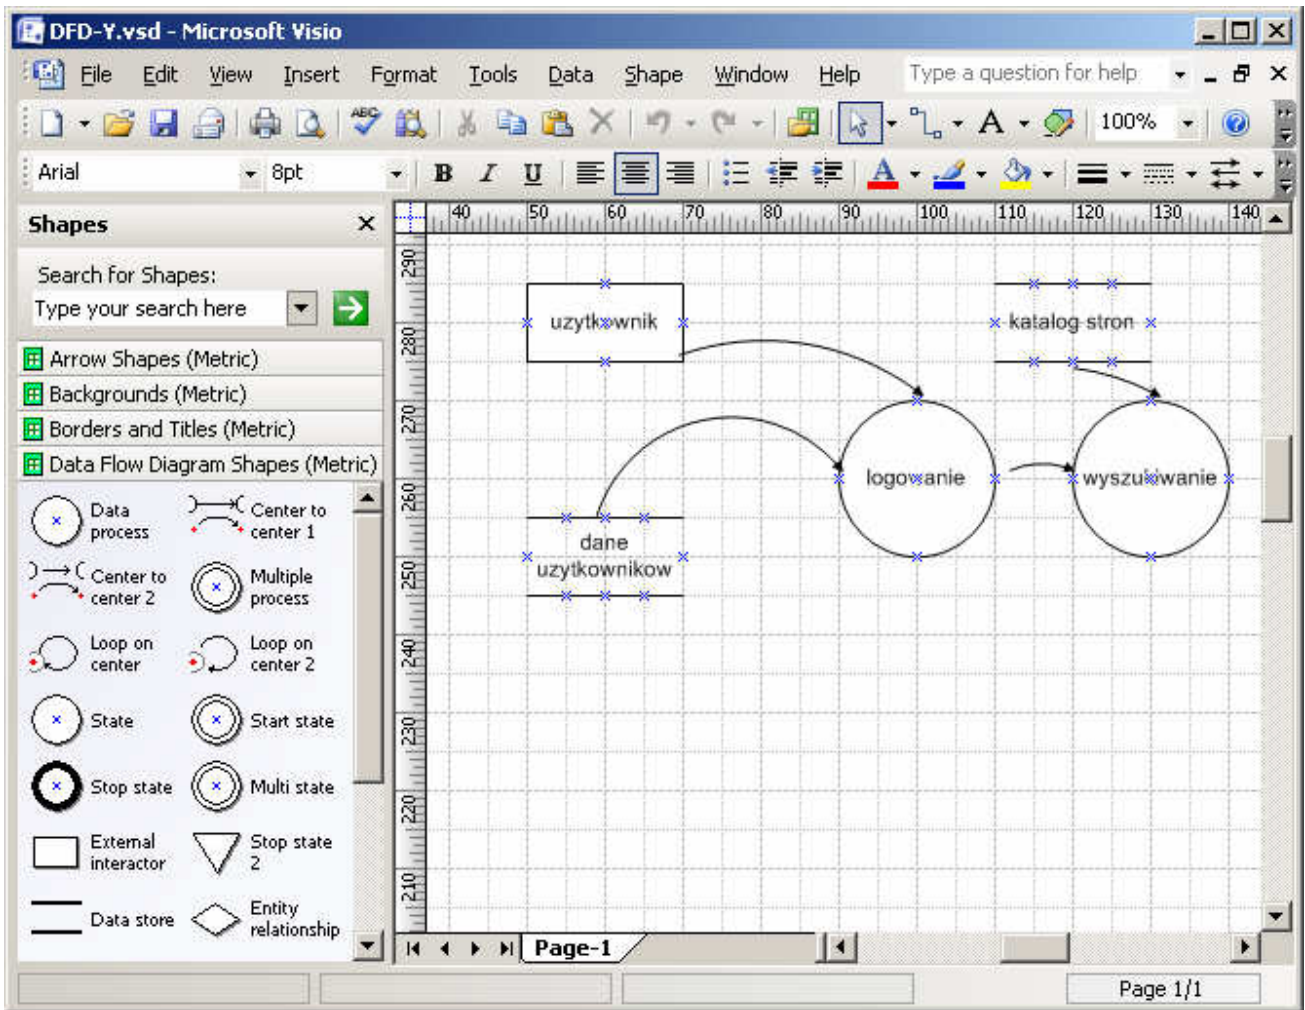 DFD-Y.vsd - Microsoft Visio
File Edit View Insert Format Tools Data Shape Window Help Type a question for help
ABC A 100%
Arial 8pt B I U A
Shapes
Search for Shapes:
Type your search here
Arrow Shapes (Metric)
Backgrounds (Metric)
Borders and Titles (Metric)
Data Flow Diagram Shapes (Metric)
Data process
Center to center 1
Center to center 2
Multiple process
Loop on center
Loop on center 2
State
Start state
Stop state
Multi state
External interactor
Stop state 2
Data store
Entity relationship
40 50 60 70 80 90 100 110 120 130 140
290
280
270
260
250
240
230
220
210
uzytkownik
katalog stron
logowanie
wyszukiwanie
dane
uzytkownikow
Page-1
Page 1/1